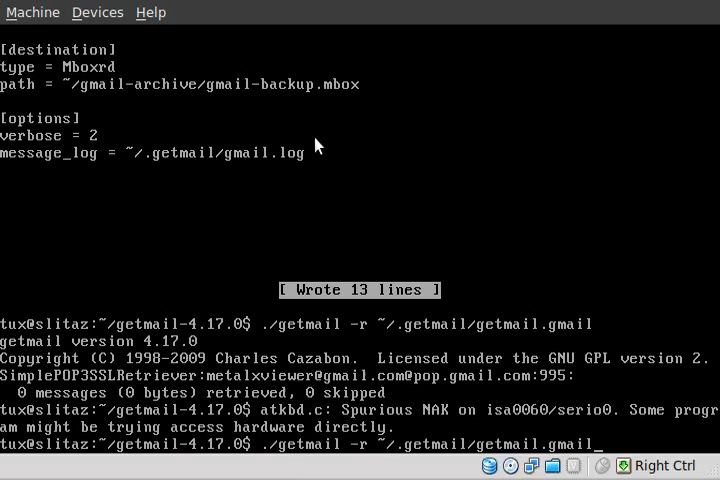 Machine Devices Help
[destination]
type = Mboxrd
path = ~/gmail-archive/gmail-backup.mbox
[options]
verbose = 2
message_log = ~/.getmail/gmail.log
[ Wrote 13 lines ]
tux@slitaz:~/getmail-4.17.0$ ./getmail -r ~/.getmail/getmail.gmail
getmail version 4.17.0
Copyright (C) 1998-2009 Charles Cazabon.  Licensed under the GNU GPL version 2.
SimplePOP3SSLRetriever:metalxviewer@gmail.com@pop.gmail.com:995:
  0 messages (0 bytes) retrieved, 0 skipped
tux@slitaz:~/getmail-4.17.0$ atkbd.c: Spurious NAK on isa0060/serio0. Some progr
am might be trying access hardware directly.
tux@slitaz:~/getmail-4.17.0$ ./getmail -r ~/.getmail/getmail.gmail_
Right Ctrl